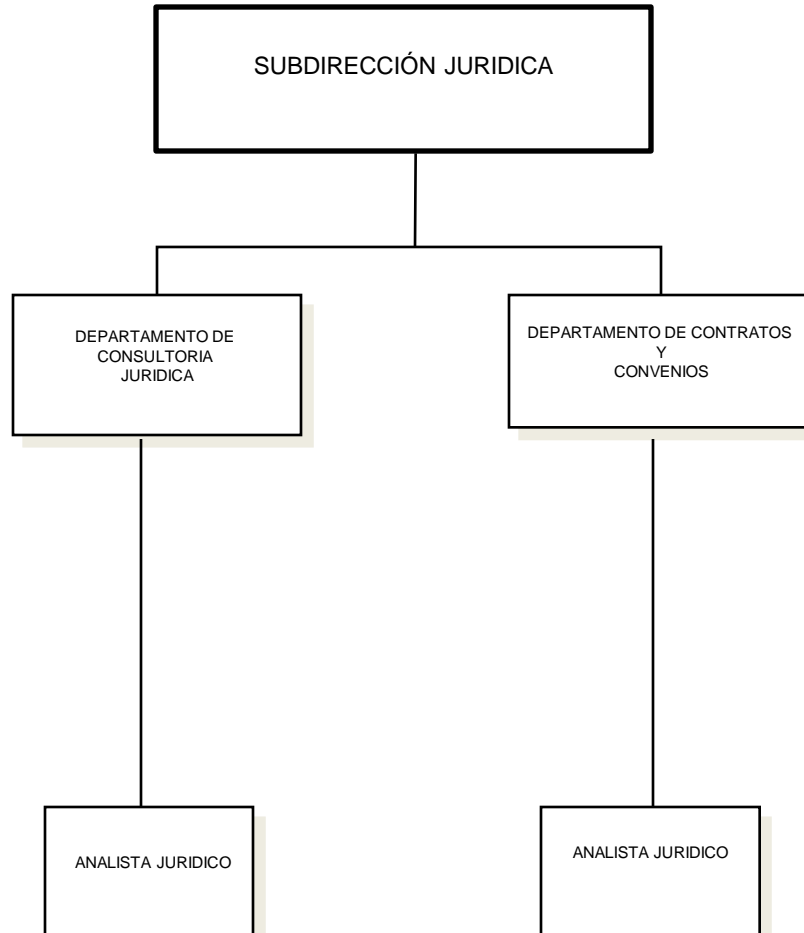 SUBDIRECCIÓN JURIDICA
DEPARTAMENTO DE
CONSULTORIA
JURIDICA
DEPARTAMENTO DE CONTRATOS
Y
CONVENIOS
ANALISTA JURIDICO
ANALISTA JURIDICO